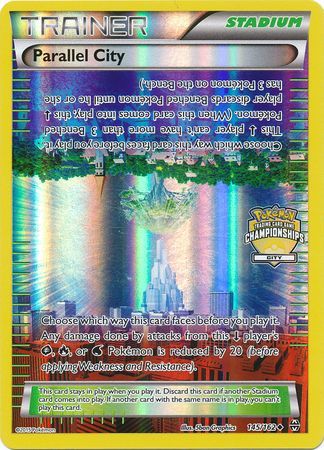 TRAINER STADIUM
Parallel City
Choose which way this card faces before you play it.
This ↓ player can't have more than 3 Benched
Pokémon. (When this card comes into play, this ↓
player discards Benched Pokémon until he or she
has 3 Pokémon on the Bench.)
Pokémon
TRADING CARD GAME
CHAMPIONSHIPS
CITY
Choose which way this card faces before you play it.
Any damage done by attacks from this ↓ player's
, , or Pokémon is reduced by 20 (before
applying Weakness and Resistance).
This card stays in play when you play it. Discard this card if another Stadium
card comes into play. If another card with the same name is in play, you can't
play this card.
©2015 Pokémon Illus. 5ban Graphics 145/162